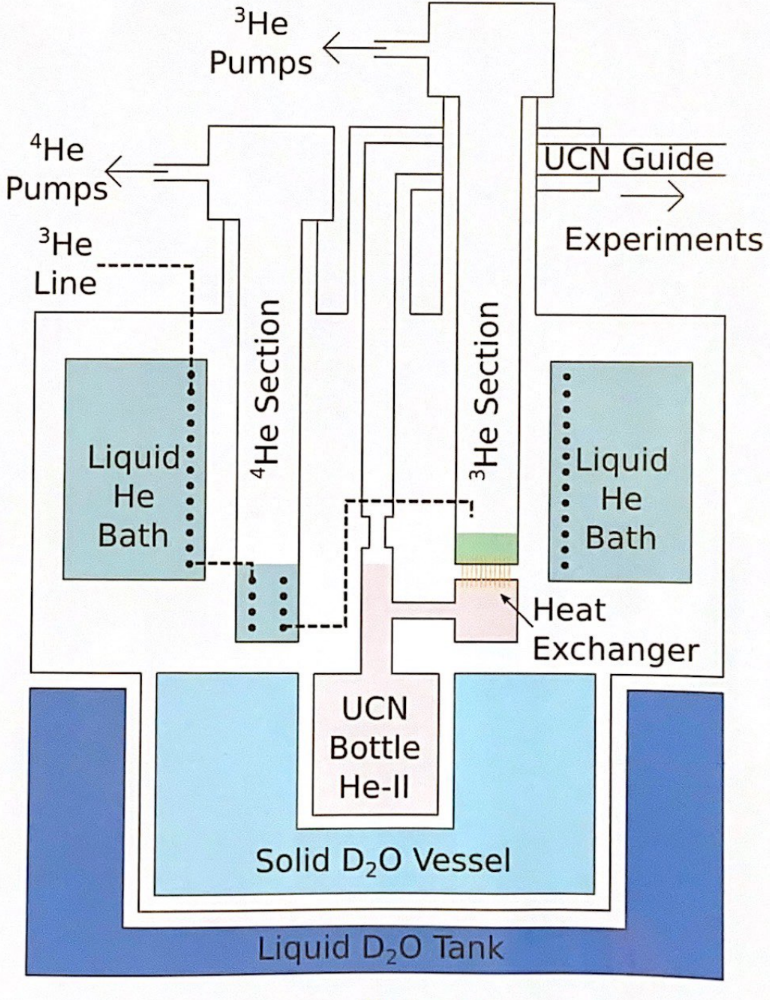 ³He
Pumps
⁴He
Pumps
³He
Line
UCN Guide
Experiments
⁴He Section
³He Section
Liquid
He
Bath
Liquid
He
Bath
Heat
Exchanger
UCN
Bottle
He-II
Solid D₂O Vessel
Liquid D₂O Tank